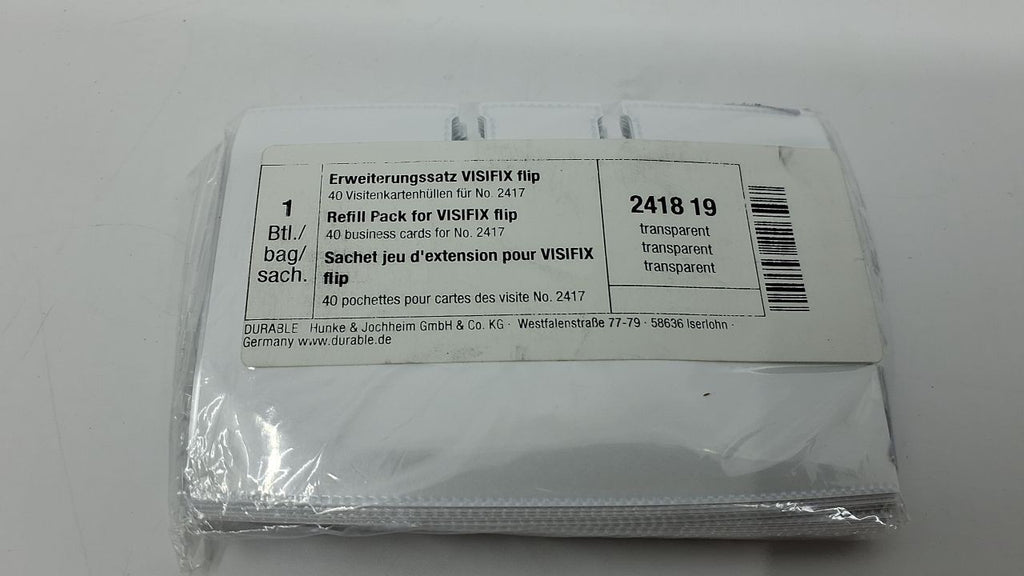 1
Btl./
bag/
sach.
Erweiterungssatz VISIFIX flip
40 Visitenkartenhüllen für No. 2417
Refill Pack for VISIFIX flip
40 business cards for No. 2417
Sachet jeu d'extension pour VISIFIX
flip
40 pochettes pour cartes des visite No. 2417
2418 19
transparent
transparent
transparent
DURABLE Hunke & Jochheim GmbH & Co. KG · Westfalenstraße 77-79 · 58636 Iserlohn ·
Germany www.durable.de